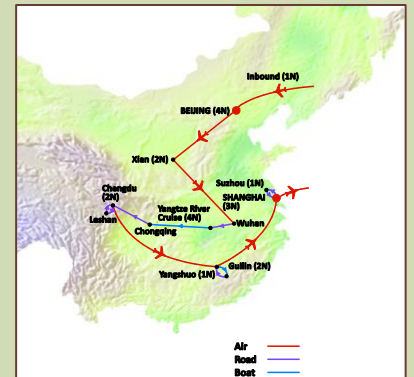 Inbound (1N)
BEIJING (4N)
Xian (2N)
Suzhou (1N)
SHANGHAI
(3N)
Chengdu
(2N)
Leshan
Yangtze River
Cruise (4N)
Wuhan
Chongqing
Guilin (2N)
Yangshuo (1N)
Air
Road
Boat